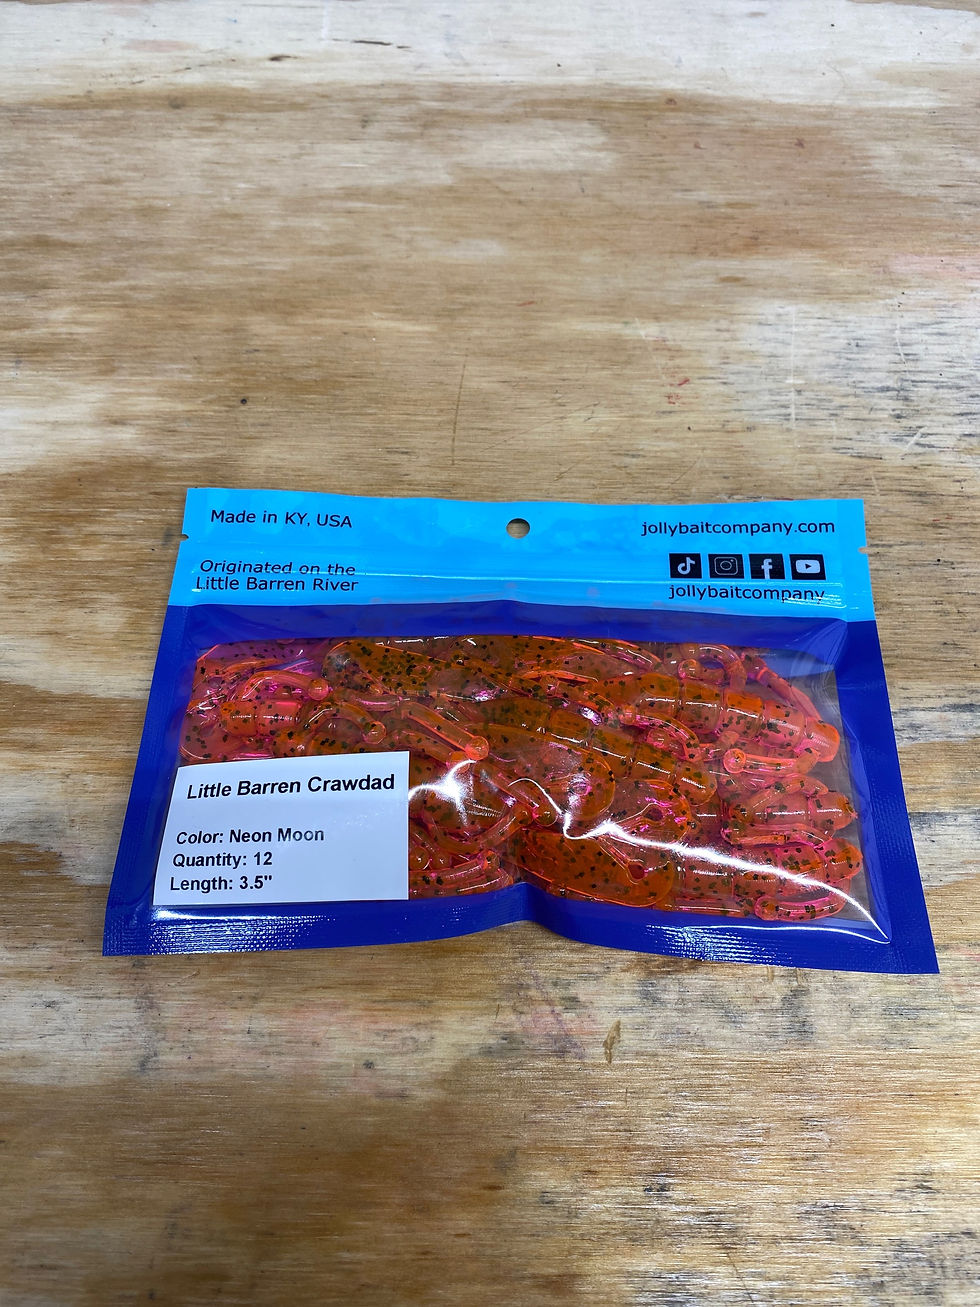 Made in KY, USA
Originated on the
Little Barren River
jollybaitcompany.com
jollybaitcompany
Little Barren Crawdad
Color: Neon Moon
Quantity: 12
Length: 3.5"